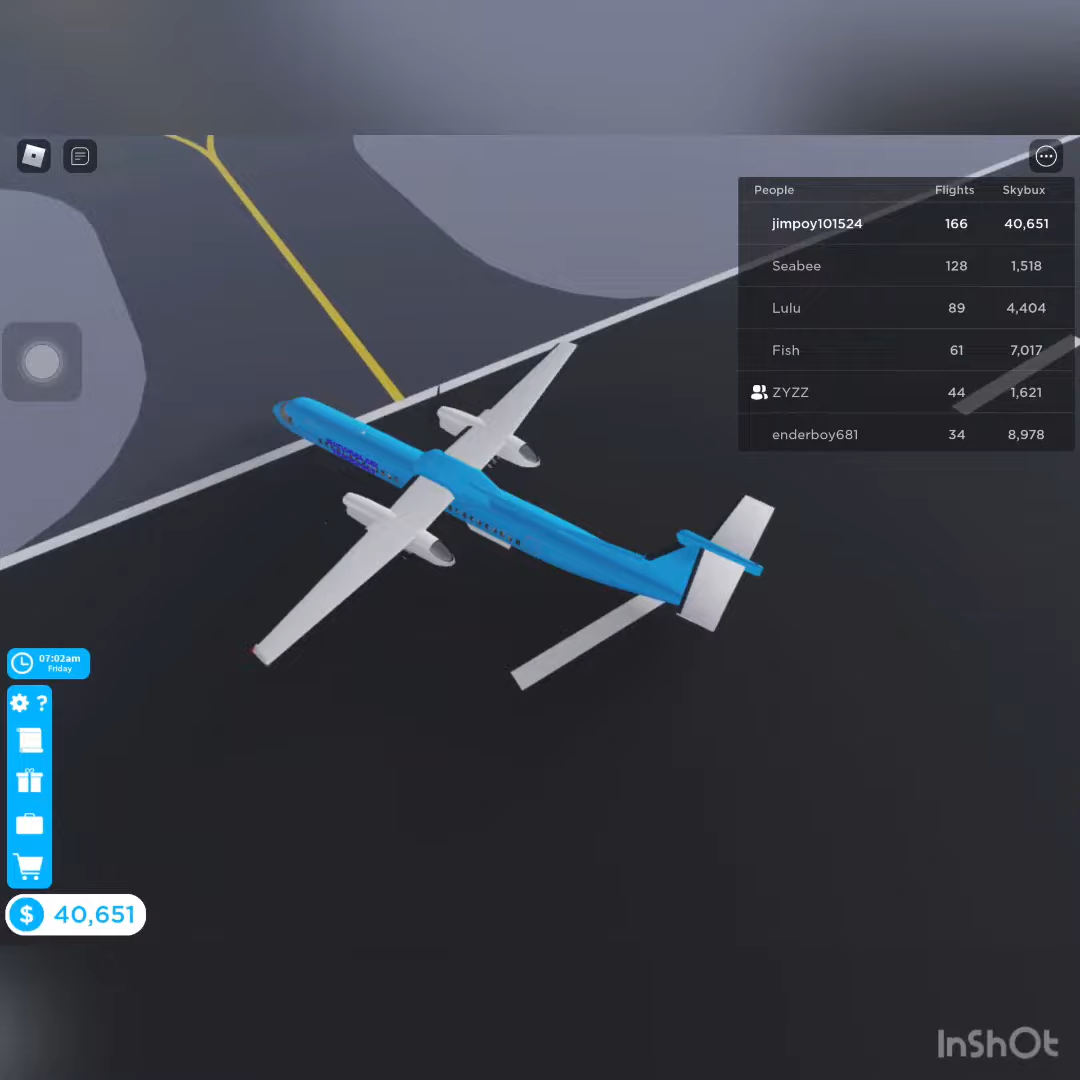 People Flights Skybux
jimpoy101524 166 40,651
Seabee 128 1,518
Lulu 89 4,404
Fish 61 7,017
ZYZZ 44 1,621
enderboy681 34 8,978
07:02am
Friday
?
$ 40,651
InShOt